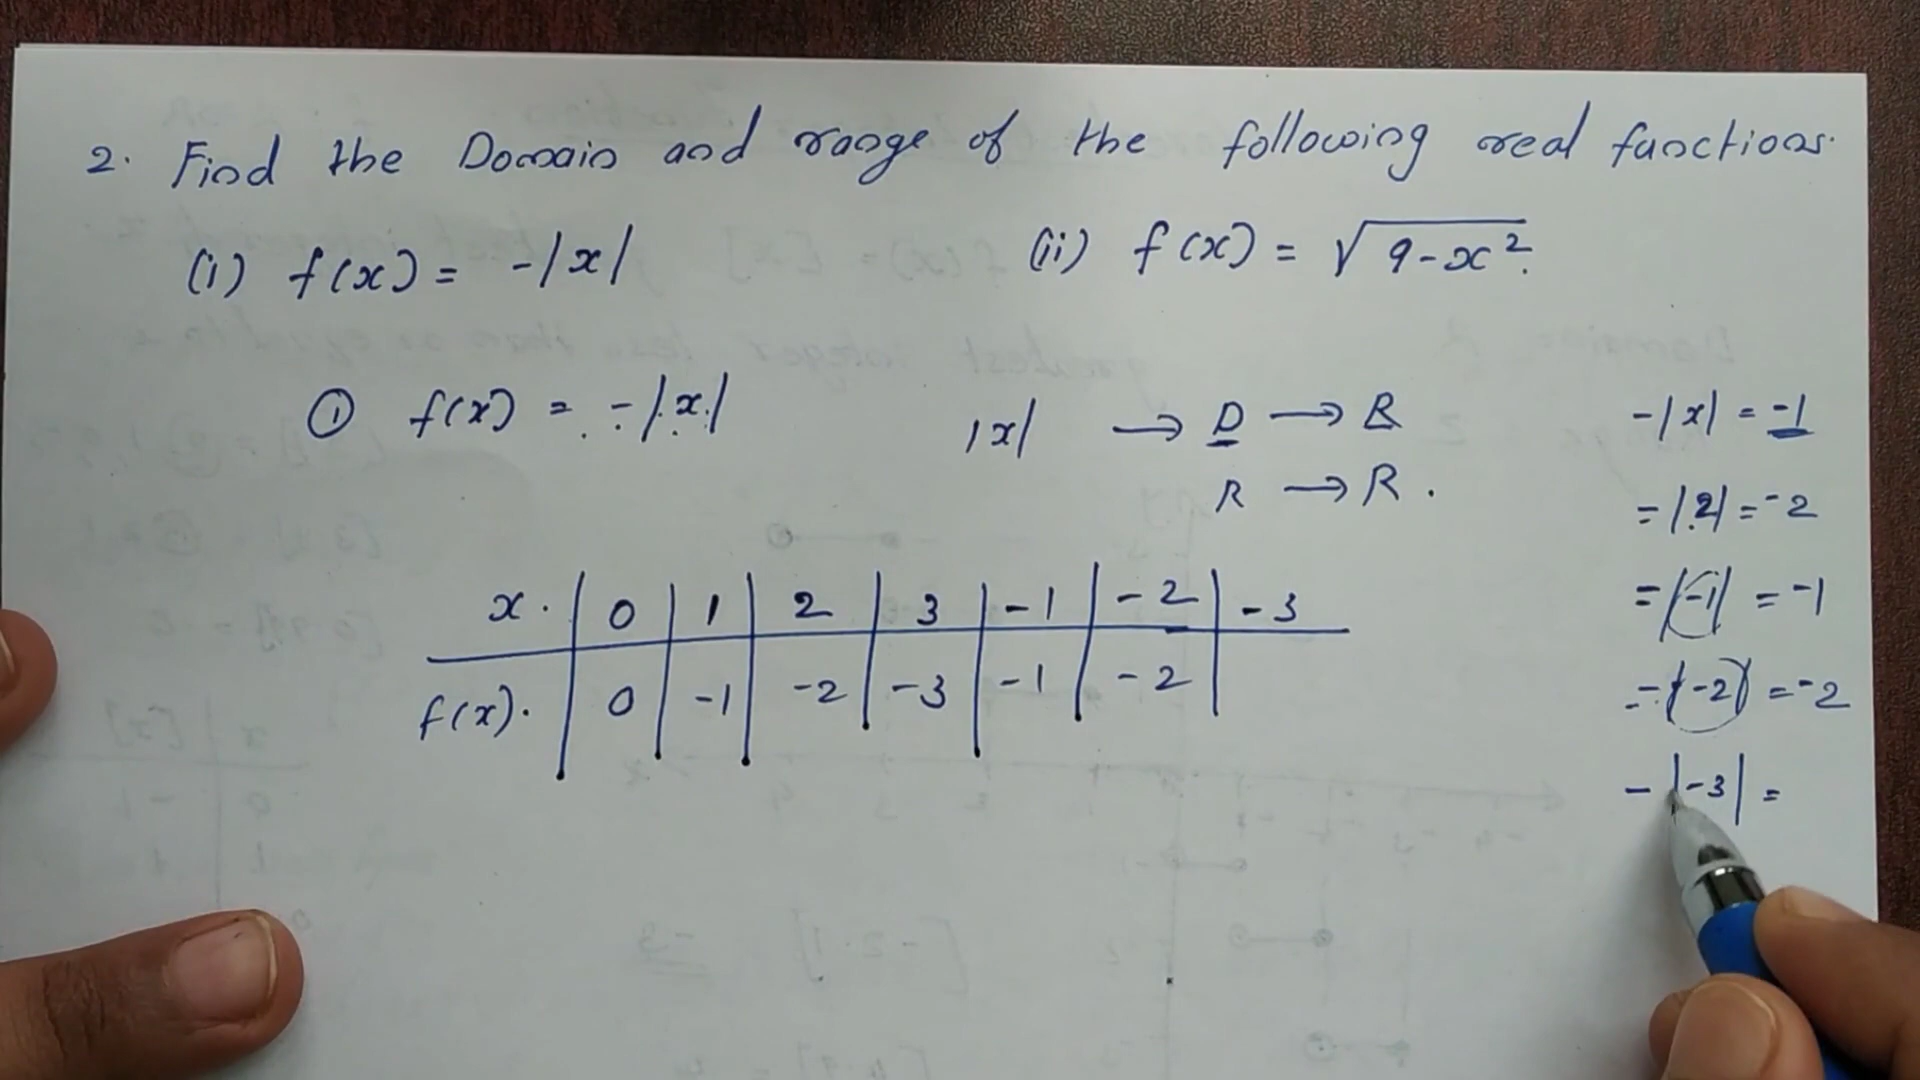 2. Find the Domain and range of the following real functions.
(i) f(x) = -|x| (ii) f(x) = √9-x².
① f(x) = -|x| |x| → D → R
R → R.
-|x| = -1
= |2| = -2
= |-1| = -1
- |-2| = -2
- |-3| =
x. | 0 | 1 | 2 | 3 | -1 | -2 | -3
f(x). | 0 | -1 | -2 | -3 | -1 | -2 |